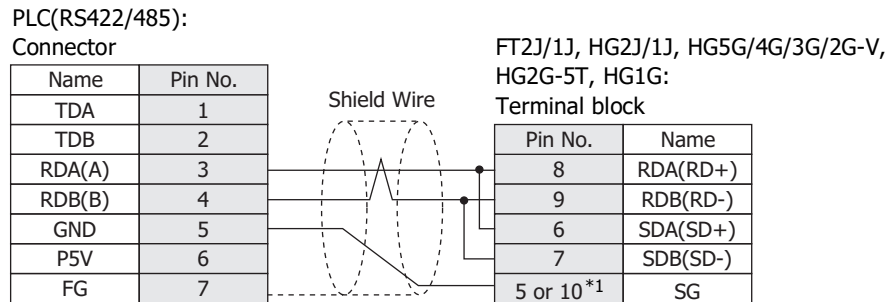 PLC(RS422/485):
Connector
Name Pin No.
TDA 1
TDB 2
RDA(A) 3
RDB(B) 4
GND 5
P5V 6
FG 7
Shield Wire
FT2J/1J, HG2J/1J, HG5G/4G/3G/2G-V,
HG2G-5T, HG1G:
Terminal block
Pin No. Name
8 RDA(RD+)
9 RDB(RD-)
6 SDA(SD+)
7 SDB(SD-)
5 or 10*1 SG